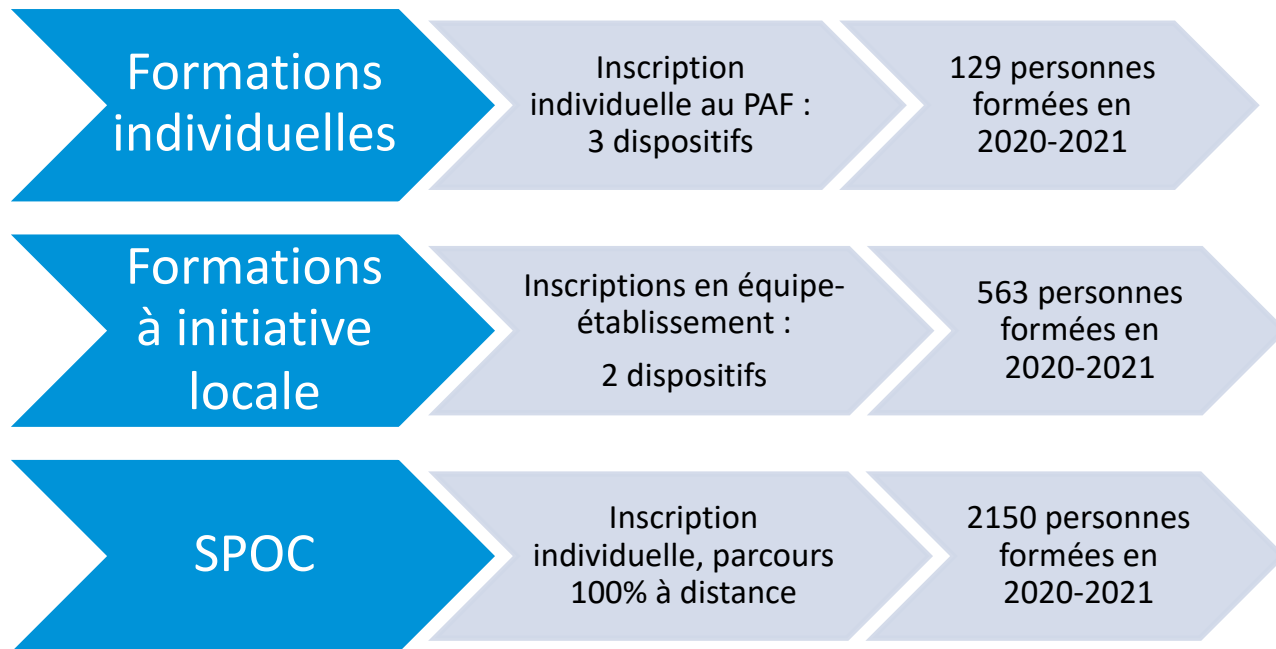 Formations
individuelles
Inscription
individuelle au PAF :
3 dispositifs
129 personnes
formées en
2020-2021
Formations
à initiative
locale
Inscriptions en équipe-
établissement :
2 dispositifs
563 personnes
formées en
2020-2021
SPOC
Inscription
individuelle, parcours
100% à distance
2150 personnes
formées en
2020-2021